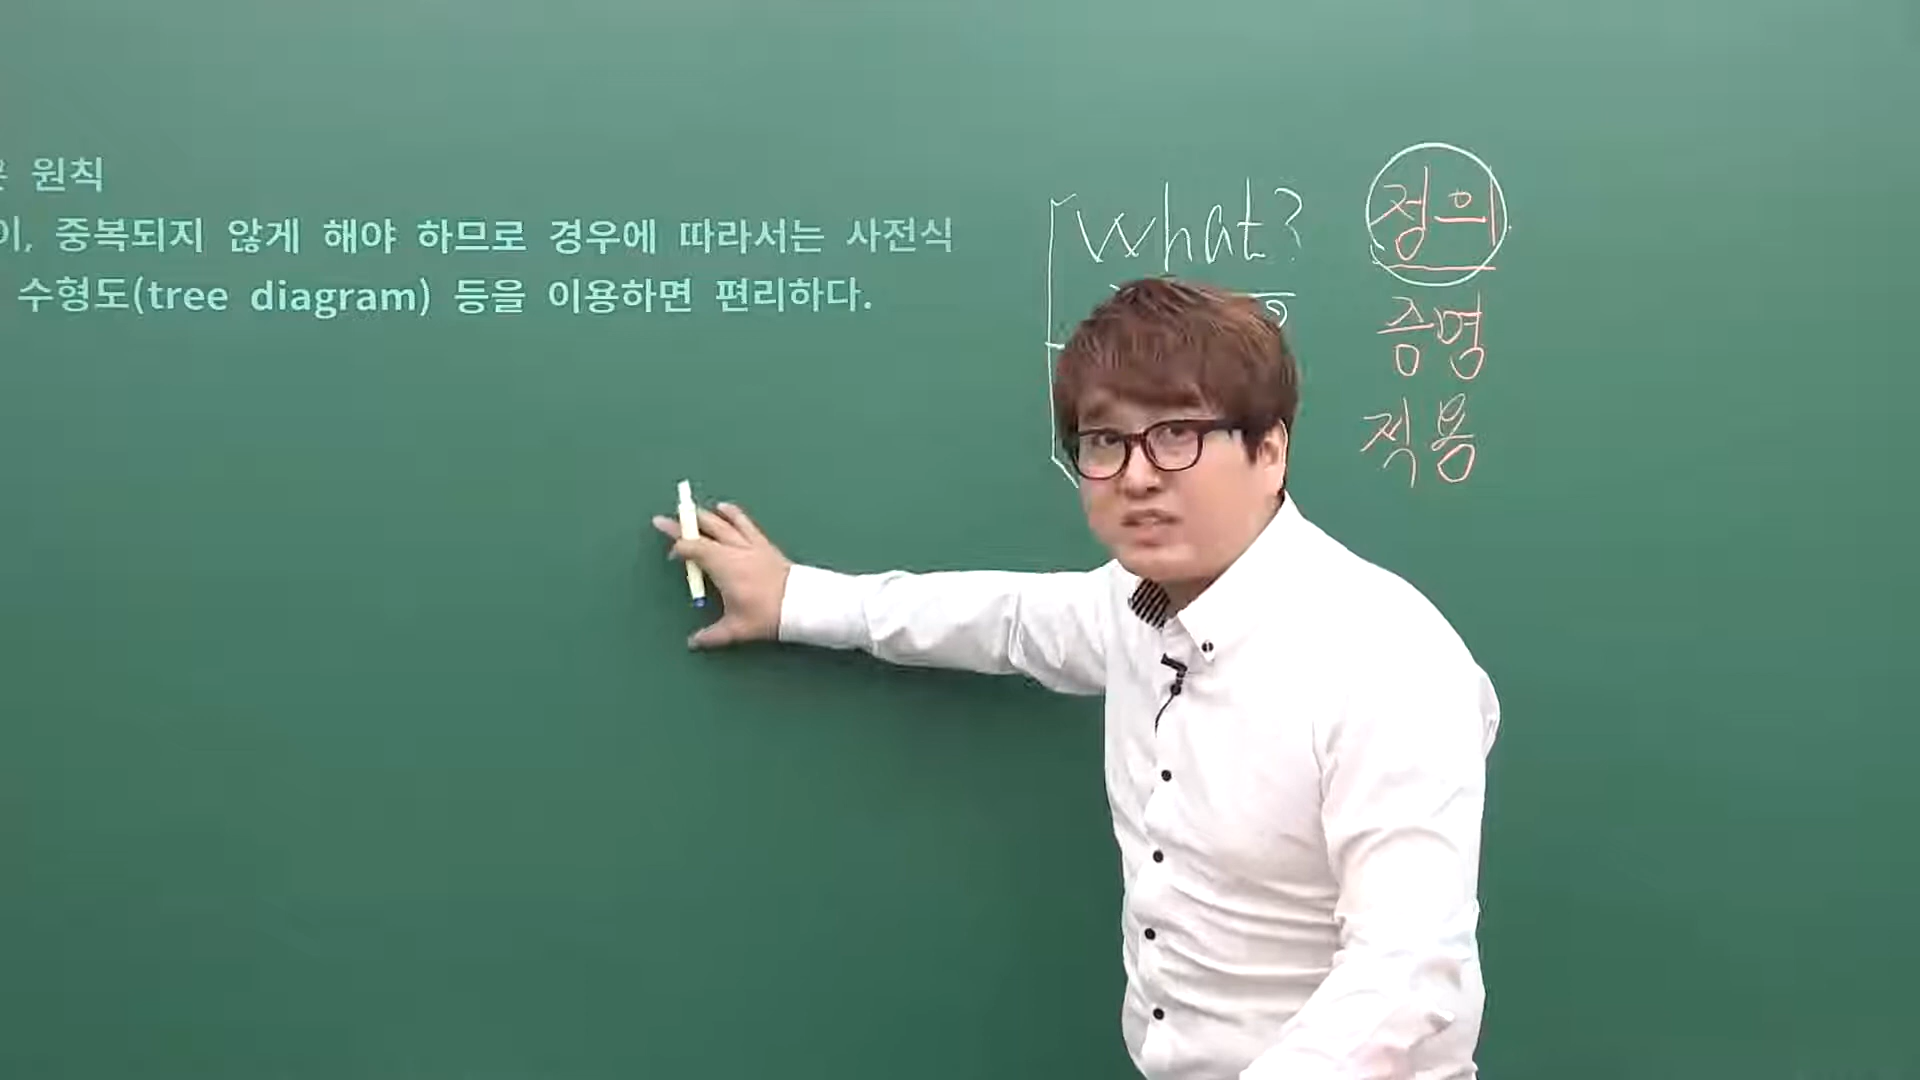 원칙
이, 중복되지 않게 해야 하므로 경우에 따라서는 사전식
수형도(tree diagram) 등을 이용하면 편리하다.
What? 정의
증명
적용